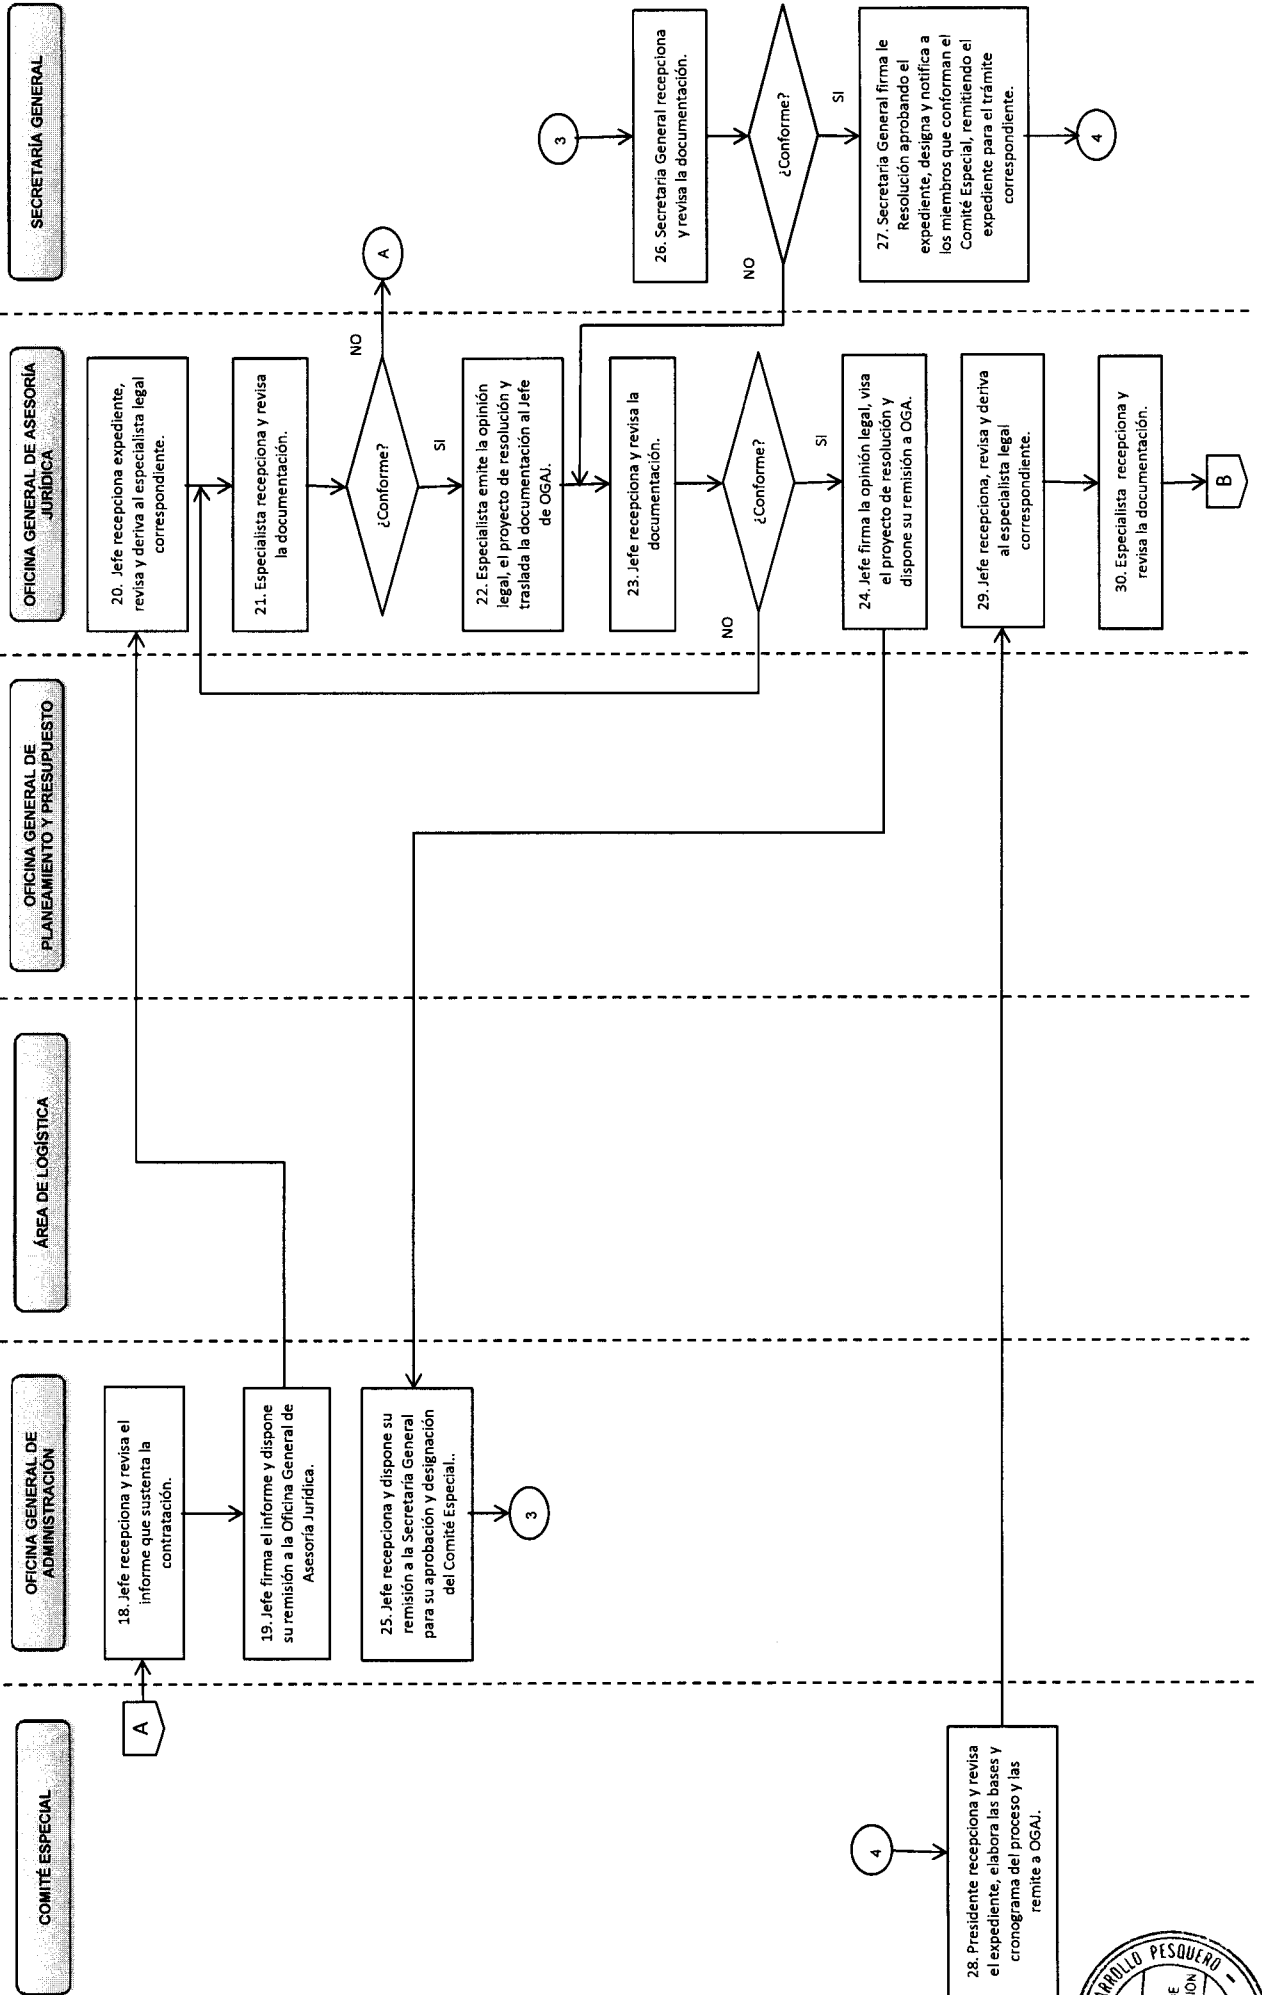 COMITÉ ESPECIAL
OFICINA GENERAL DE
ADMINISTRACIÓN
ÁREA DE LOGÍSTICA
OFICINA GENERAL DE
PLANEAMIENTO Y PRESUPUESTO
OFICINA GENERAL DE ASESORÍA
JURÍDICA
SECRETARÍA GENERAL
A
18. Jefe recepciona y revisa el
informe que sustenta la
contratación.
19. Jefe firma el informe y dispone
su remisión a la Oficina General de
Asesoría Jurídica.
20. Jefe recepciona expediente,
revisa y deriva al especialista legal
correspondiente.
21. Especialista recepciona y revisa
la documentación.
¿Conforme?
NO
A
SI
22. Especialista emite la opinión
legal, el proyecto de resolución y
traslada la documentación al Jefe
de OGAJ.
23. Jefe recepciona y revisa la
documentación.
¿Conforme?
NO
SI
24. Jefe firma la opinión legal, visa
el proyecto de resolución y
dispone su remisión a OGA.
25. Jefe recepciona y dispone su
remisión a la Secretaría General
para su aprobación y designación
del Comité Especial..
3
3
26. Secretaria General recepciona
y revisa la documentación.
¿Conforme?
NO
SI
27. Secretaria General firma le
Resolución aprobando el
expediente, designa y notifica a
los miembros que conforman el
Comité Especial, remitiendo el
expediente para el trámite
correspondiente.
4
4
28. Presidente recepciona y revisa
el expediente, elabora las bases y
cronograma del proceso y las
remite a OGAJ.
29. Jefe recepciona, revisa y deriva
al especialista legal
correspondiente.
30. Especialista recepciona y
revisa la documentación.
B
PESQUERO -